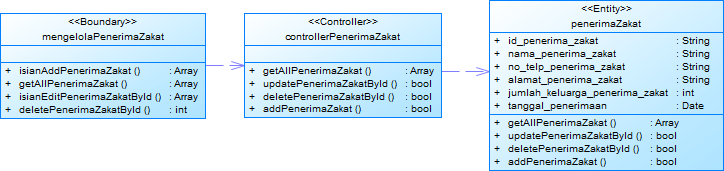 <<Boundary>>
mengelolaPenerimaZakat
+ isianAddPenerimaZakat () : Array
+ getAllPenerimaZakat () : Array
+ isianEditPenerimaZakatById () : Array
+ deletePenerimaZakatById () : int
<<Controller>>
controllerPenerimaZakat
+ getAllPenerimaZakat () : Array
+ updatePenerimaZakatById () : bool
+ deletePenerimaZakatById () : bool
+ addPenerimaZakat () : bool
<<Entity>>
penerimaZakat
+ id_penerima_zakat : String
+ nama_penerima_zakat : String
+ no_telp_penerima_zakat : String
+ alamat_penerima_zakat : String
+ jumlah_keluarga_penerima_zakat : int
+ tanggal_penerimaan : Date
+ getAllPenerimaZakat () : Array
+ updatePenerimaZakatById () : bool
+ deletePenerimaZakatById () : bool
+ addPenerimaZakat () : bool